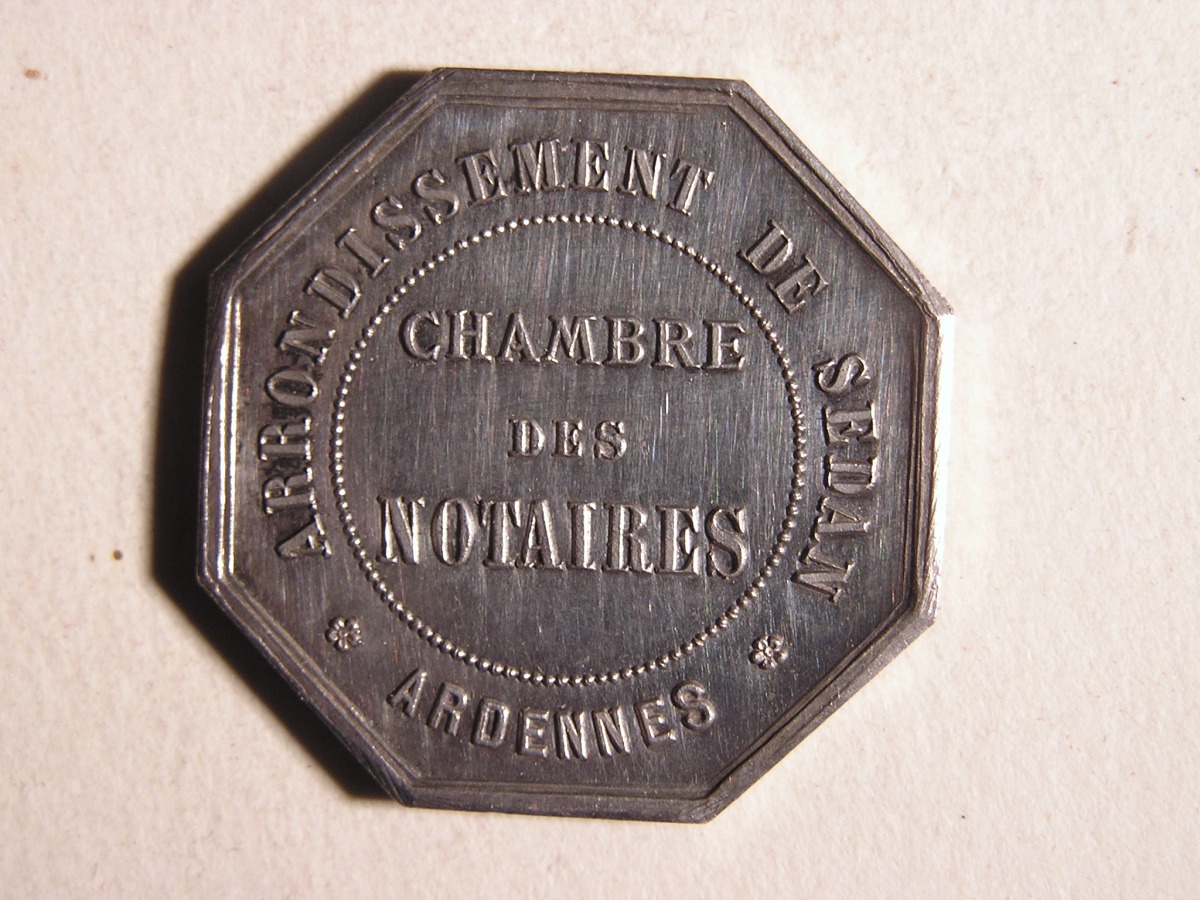 ARRONDISSEMENT DE SEDAN
CHAMBRE
DES
NOTAIRES
ARDENNES